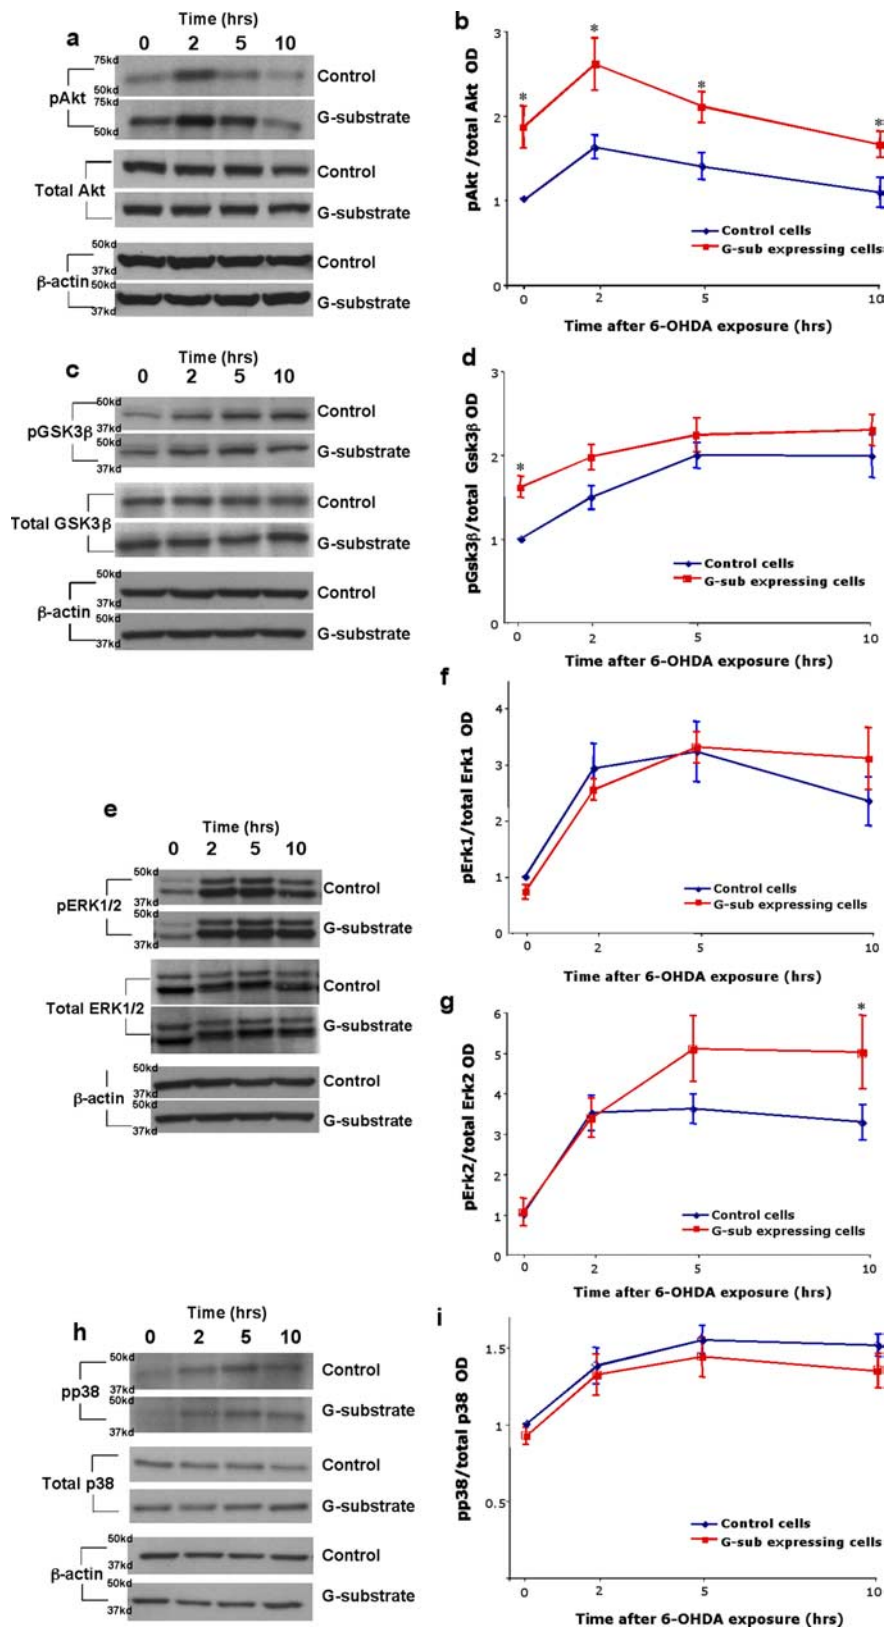 a
Time (hrs)
0 2 5 10
75kd
50kd
pAkt
Control
75kd
50kd
G-substrate
Total Akt
Control
G-substrate
50kd
37kd
β-actin
Control
50kd
37kd
G-substrate
b
pAkt /total Akt OD
3
2
1
0
*
*
*
*
Control cells
G-sub expressing cells
0 2 5 10
Time after 6-OHDA exposure (hrs)
c
Time (hrs)
0 2 5 10
50kd
37kd
pGSK3β
Control
50kd
37kd
G-substrate
Total GSK3β
Control
G-substrate
50kd
37kd
β-actin
Control
50kd
37kd
G-substrate
d
pGsk3β/total Gsk3β OD
3
2
1
0
*
Control cells
G-sub expressing cells
0 2 5 10
Time after 6-OHDA exposure (hrs)
e
Time (hrs)
0 2 5 10
50kd
37kd
pERK1/2
Control
50kd
37kd
G-substrate
Total ERK1/2
Control
G-substrate
50kd
37kd
β-actin
Control
50kd
37kd
G-substrate
f
pErk1/total Erk1 OD
4
3
2
1
0
Control cells
G-sub expressing cells
0 2 5 10
Time after 6-OHDA exposure (hrs)
g
pErk2/total Erk2 OD
6
5
4
3
2
1
0
*
Control cells
G-sub expressing cells
0 2 5 10
Time after 6-OHDA exposure (hrs)
h
Time (hrs)
0 2 5 10
50kd
37kd
pp38
Control
50kd
37kd
G-substrate
Total p38
Control
G-substrate
50kd
37kd
β-actin
Control
50kd
37kd
G-substrate
i
pp38/total p38 OD
1.5
1
0.5
Control cells
G-sub expressing cells
0 2 5 10
Time after 6-OHDA exposure (hrs)